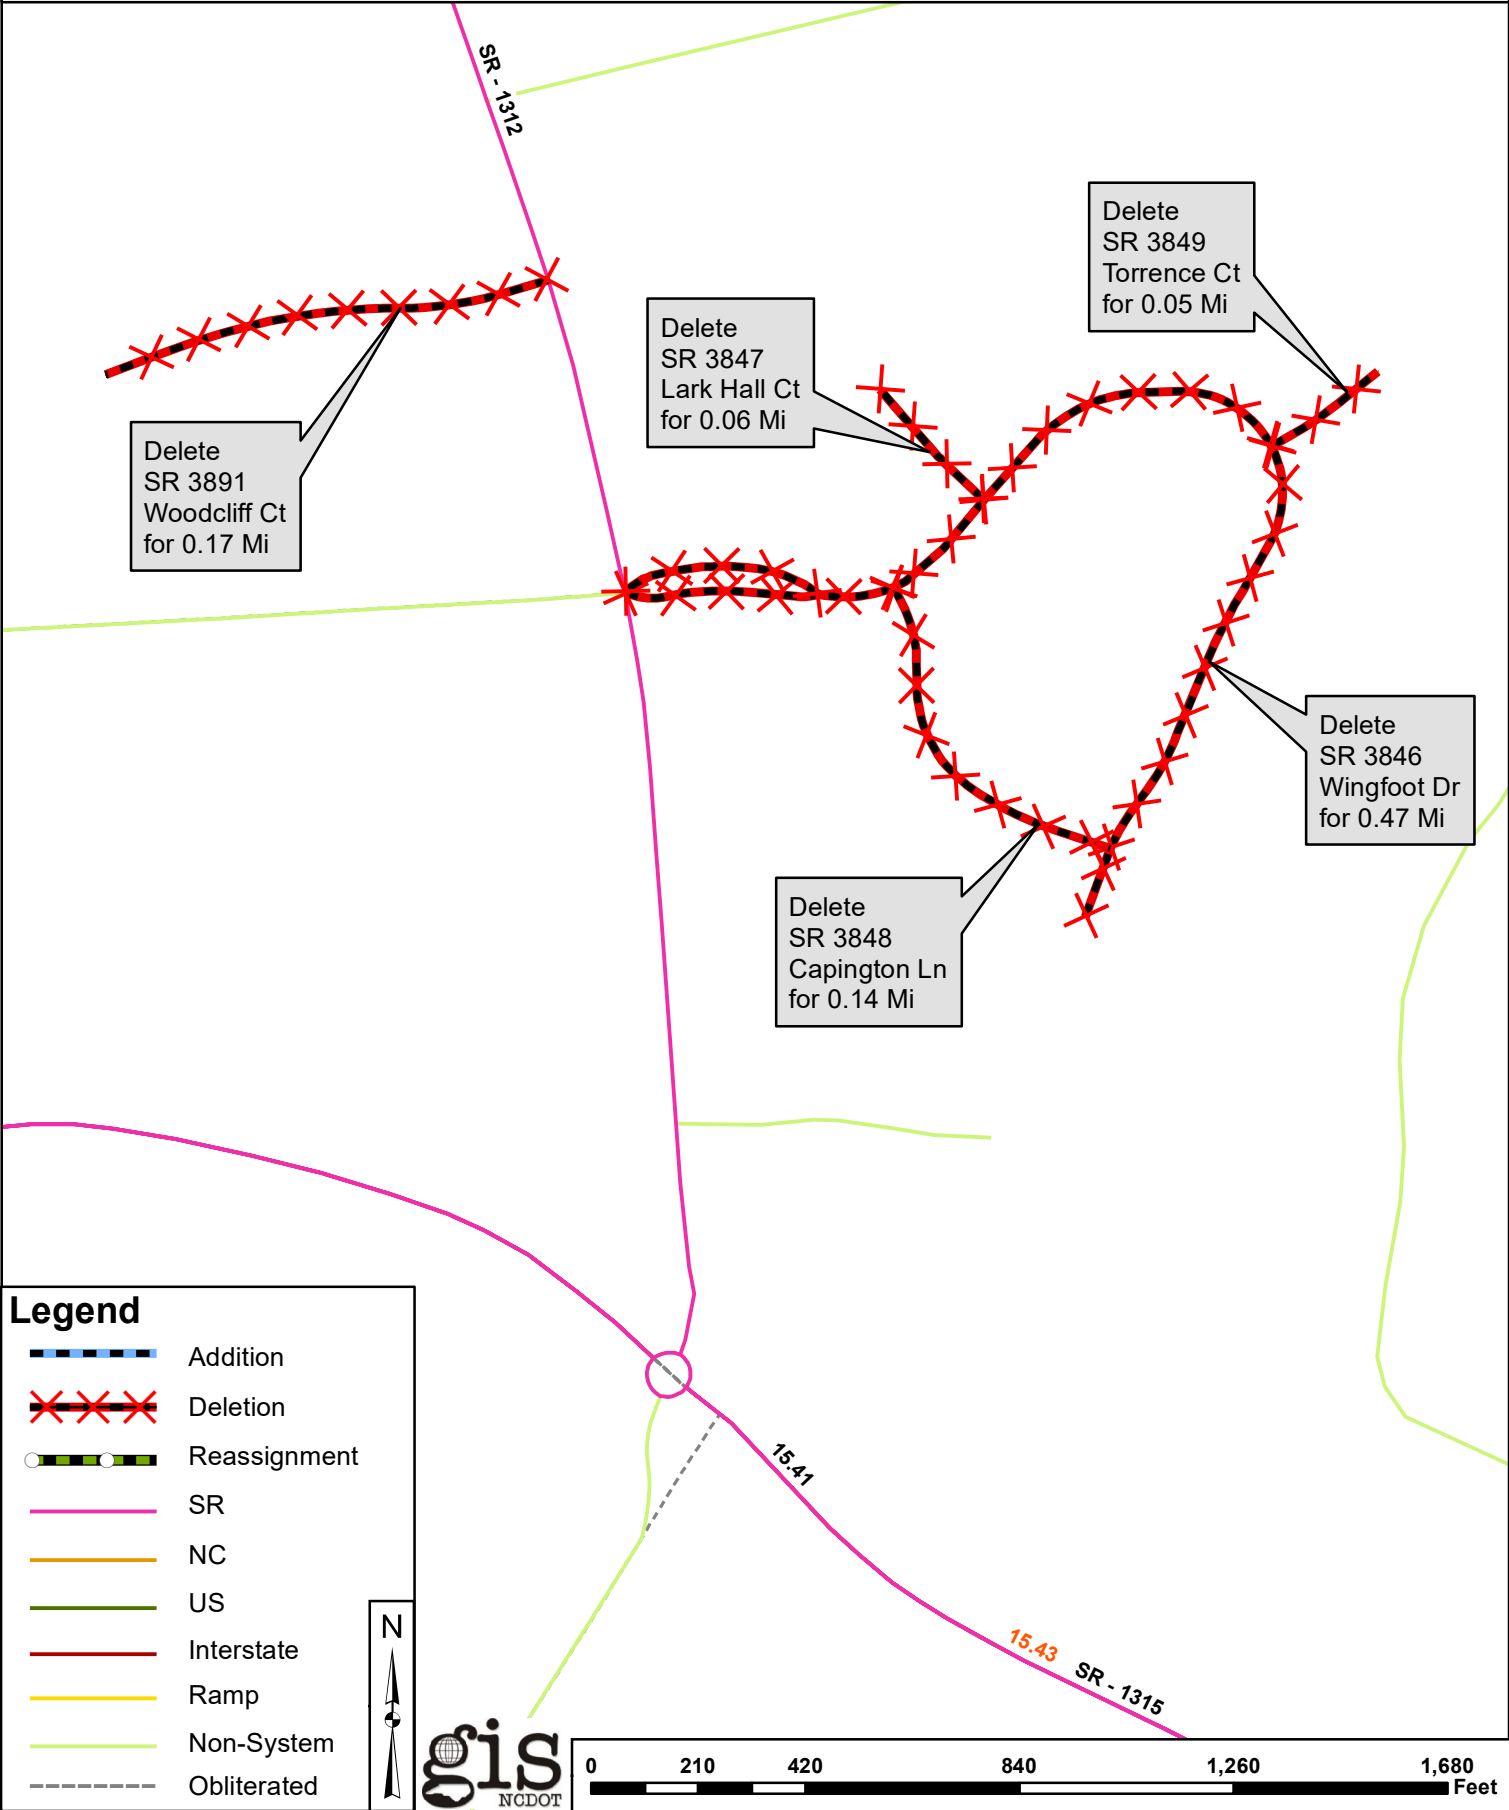 SR - 1312
Delete
SR 3849
Torrence Ct
for 0.05 Mi
Delete
SR 3847
Lark Hall Ct
for 0.06 Mi
Delete
SR 3891
Woodcliff Ct
for 0.17 Mi
Delete
SR 3846
Wingfoot Dr
for 0.47 Mi
Delete
SR 3848
Capington Ln
for 0.14 Mi
Legend
Addition
Deletion
Reassignment
SR
NC
US
Interstate
Ramp
Non-System
Obliterated
N
15.41
15.43
SR - 1315
gis
NCDOT
0 210 420 840 1,260 1,680
Feet